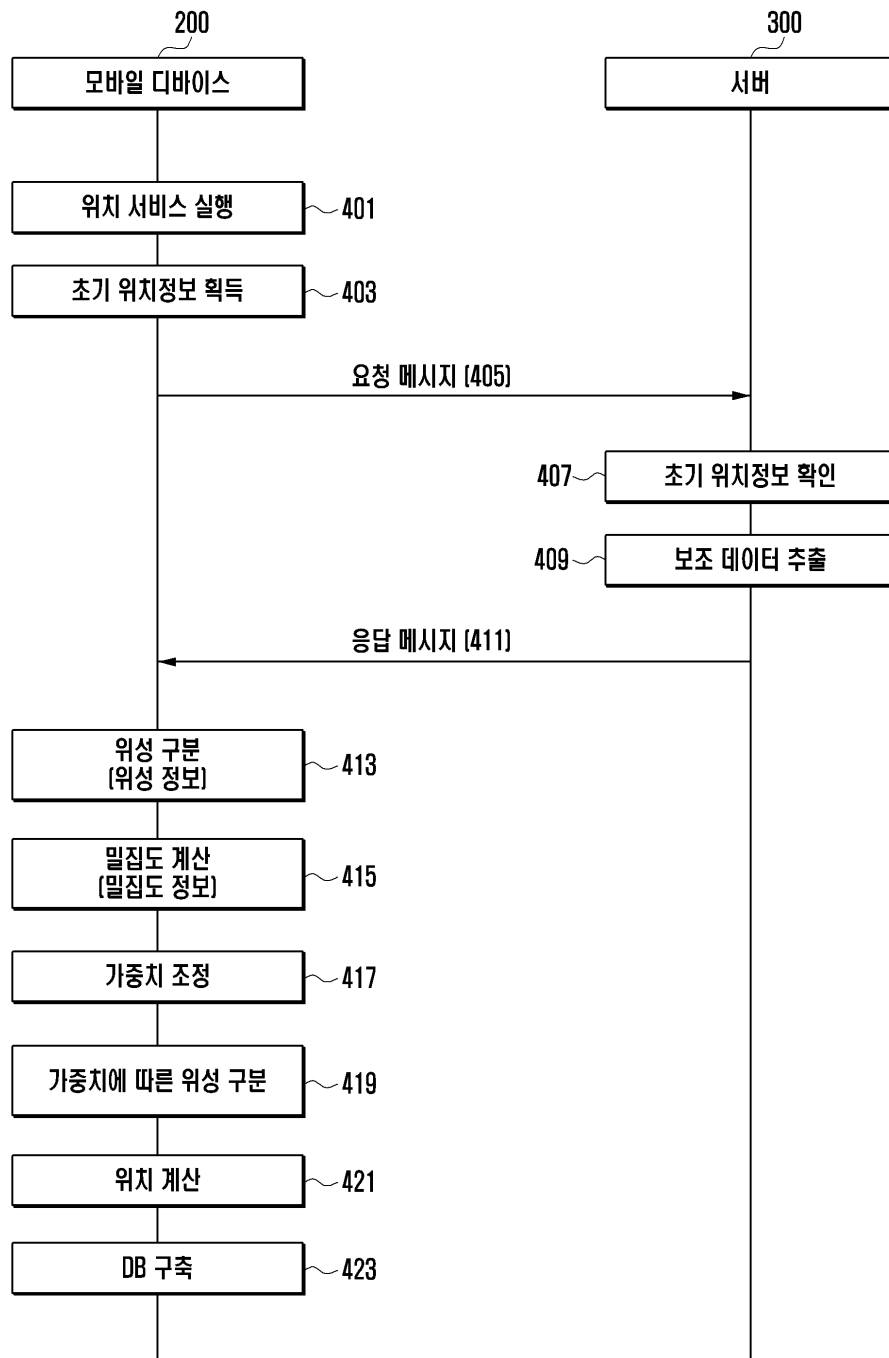 200
300
모바일 디바이스
서버
위치 서비스 실행
401
초기 위치정보 획득
403
요청 메시지 (405)
407
초기 위치정보 확인
409
보조 데이터 추출
응답 메시지 (411)
위성 구분
(위성 정보)
413
밀집도 계산
(밀집도 정보)
415
가중치 조정
417
가중치에 따른 위성 구분
419
위치 계산
421
DB 구축
423